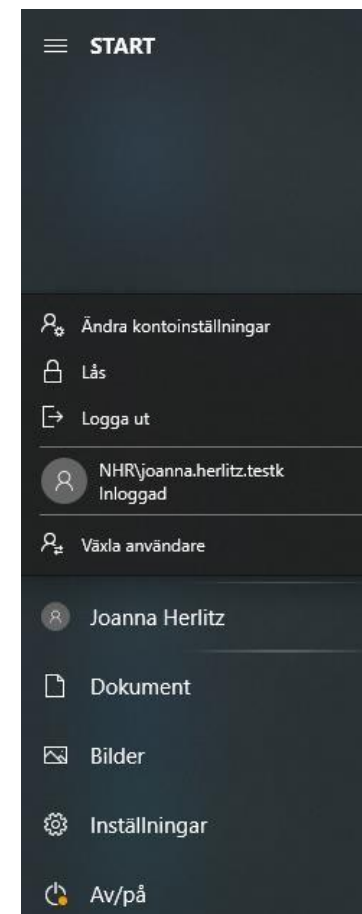 START
Ändra kontoinställningar
Lås
Logga ut
NHR\joanna.herlitz.testk
Inloggad
Växla användare
Joanna Herlitz
Dokument
Bilder
Inställningar
Av/på